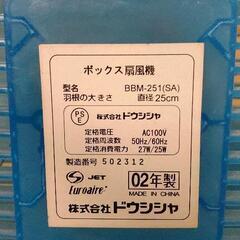 ボックス扇風機
型名 BBM-251(SA)
羽根の大きさ 直径25cm
PSE 株式会社ドウシシャ
定格電圧 AC100V
定格周波数 50Hz/60Hz
定格消費電力 27W/25W
製造番号 502312
S JET
Euroaire
02年製
MADE IN CHINA
株式会社ドウシシャ